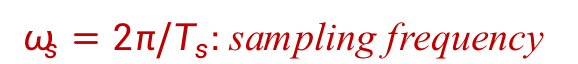 ωₛ = 2π/Tₛ: sampling frequency